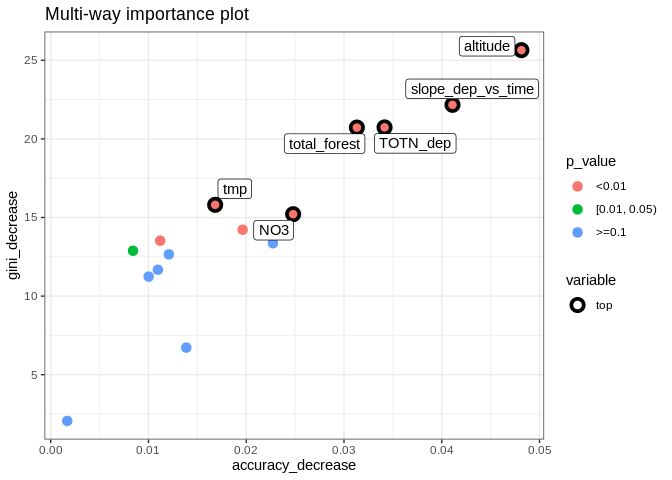 Multi-way importance plot
gini_decrease
25
20
15
10
5
altitude
slope_dep_vs_time
total_forest
TOTN_dep
tmp
NO3
0.00
0.01
0.02
0.03
0.04
0.05
accuracy_decrease
p_value
<0.01
[0.01, 0.05)
>=0.1
variable
top